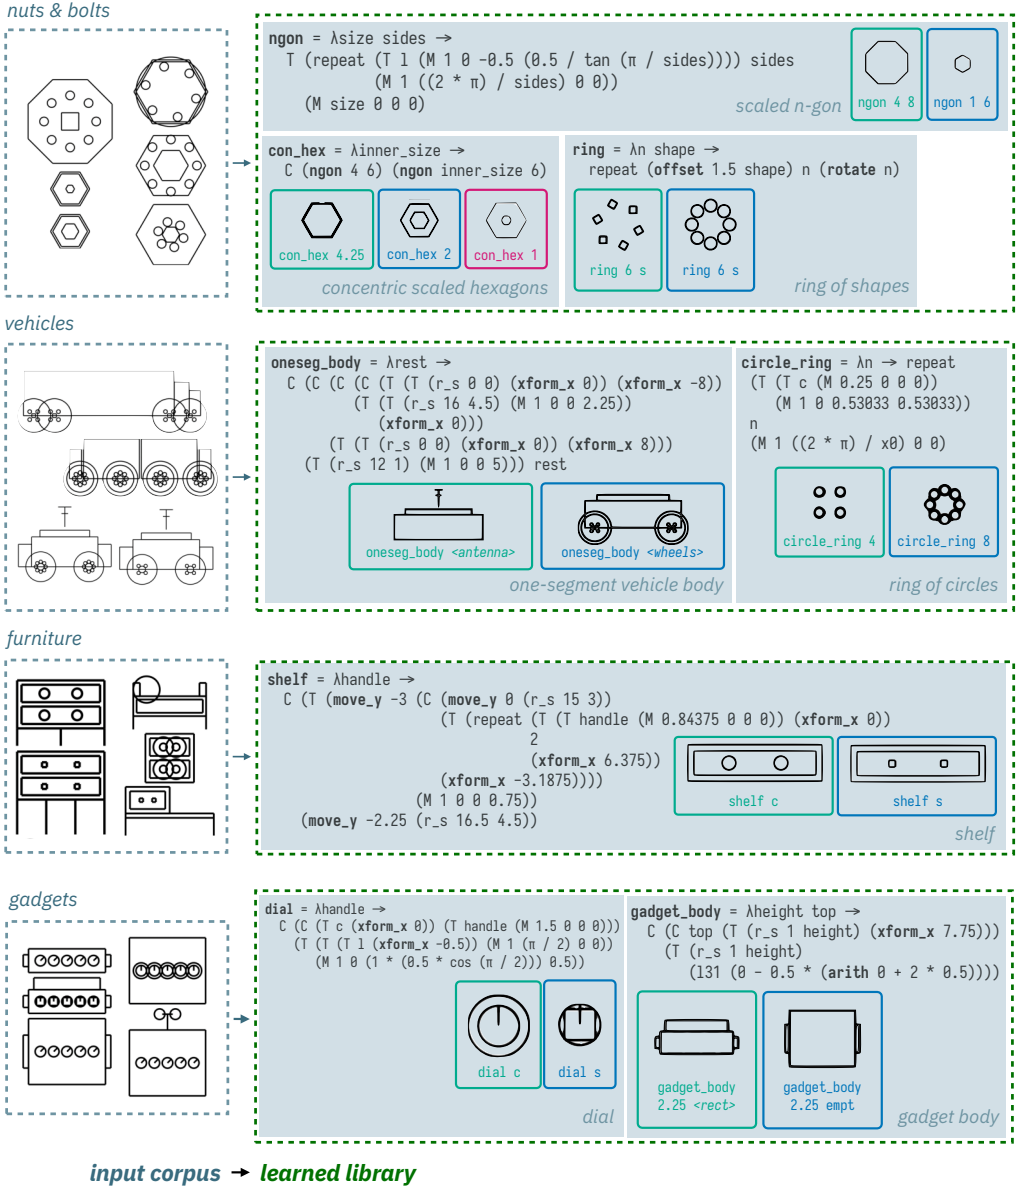 nuts & bolts
ngon = λsize sides →
T (repeat (T l (M 1 0 -0.5 (0.5 / tan (π / sides)))) sides
(M 1 ((2 * π) / sides) 0 0))
(M size 0 0 0)
scaled n-gon
ngon 4 8
ngon 1 6
con_hex = λinner_size →
C (ngon 4 6) (ngon inner_size 6)
con_hex 4.25
con_hex 2
con_hex 1
concentric scaled hexagons
ring = λn shape →
repeat (offset 1.5 shape) n (rotate n)
ring 6 s
ring 6 s
ring of shapes
vehicles
oneseg_body = λrest →
C (C (C (C (T (T (r_s 0 0) (xform_x 0)) (xform_x -8))
(T (T (r_s 16 4.5) (M 1 0 0 2.25))
(xform_x 0)))
(T (T (r_s 0 0) (xform_x 0)) (xform_x 8)))
(T (r_s 12 1) (M 1 0 0 5))) rest
oneseg_body <antenna>
oneseg_body <wheels>
one-segment vehicle body
circle_ring = λn → repeat
(T (T c (M 0.25 0 0 0))
(M 1 0 0.53033 0.53033))
n
(M 1 ((2 * π) / x0) 0 0)
circle_ring 4
circle_ring 8
ring of circles
furniture
shelf = λhandle →
C (T (move_y -3 (C (move_y 0 (r_s 15 3))
(T (repeat (T (T handle (M 0.84375 0 0 0)) (xform_x 0))
2
(xform_x 6.375))
(xform_x -3.1875))))
(M 1 0 0 0.75))
(move_y -2.25 (r_s 16.5 4.5))
shelf c
shelf s
shelf
gadgets
dial = λhandle →
C (C (T c (xform_x 0)) (T handle (M 1.5 0 0 0)))
(T (T (T l (xform_x -0.5)) (M 1 (π / 2) 0 0))
(M 1 0 (1 * (0.5 * cos (π / 2))) 0.5))
dial c
dial s
dial
gadget_body = λheight top →
C (C top (T (r_s 1 height) (xform_x 7.75)))
(T (r_s 1 height)
(l31 (0 - 0.5 * (arith 0 + 2 * 0.5))))
gadget_body
2.25 <rect>
gadget_body
2.25 empt
gadget body
input corpus → learned library